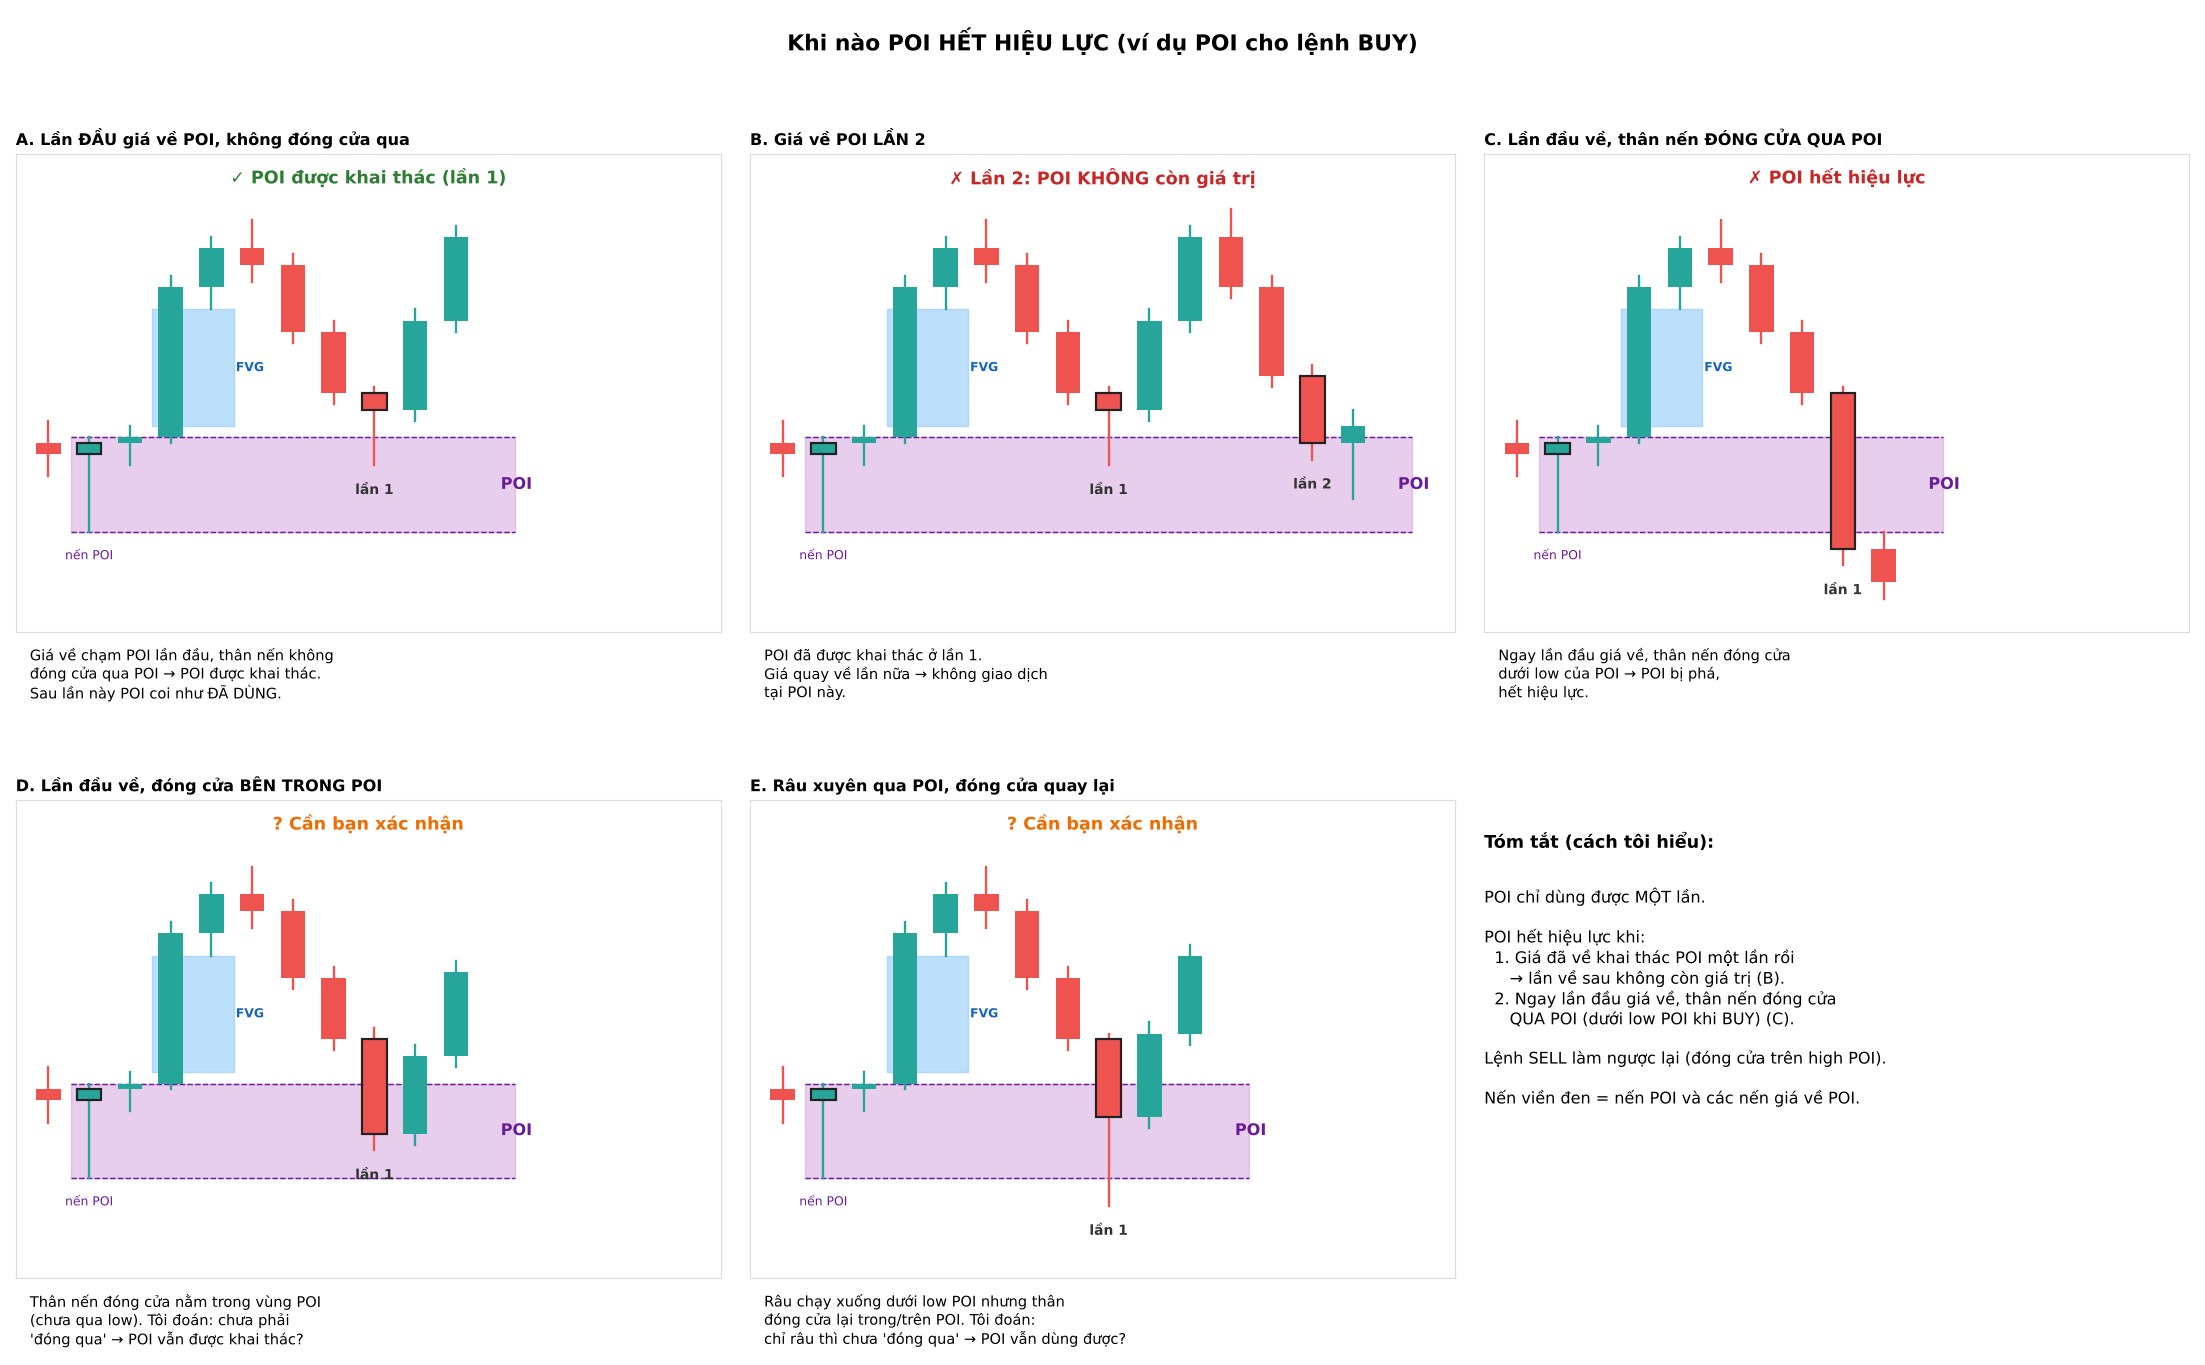 Khi nào POI HẾT HIỆU LỰC (ví dụ POI cho lệnh BUY)
A. Lần ĐẦU giá về POI, không đóng cửa qua
✓ POI được khai thác (lần 1)
FVG
lần 1
POI
nến POI
Giá về chạm POI lần đầu, thân nến không
đóng cửa qua POI → POI được khai thác.
Sau lần này POI coi như ĐÃ DÙNG.
B. Giá về POI LẦN 2
✗ Lần 2: POI KHÔNG còn giá trị
FVG
lần 1
lần 2
POI
nến POI
POI đã được khai thác ở lần 1.
Giá quay về lần nữa → không giao dịch
tại POI này.
C. Lần đầu về, thân nến ĐÓNG CỬA QUA POI
✗ POI hết hiệu lực
FVG
POI
nến POI
lần 1
Ngay lần đầu giá về, thân nến đóng cửa
dưới low của POI → POI bị phá,
hết hiệu lực.
D. Lần đầu về, đóng cửa BÊN TRONG POI
? Cần bạn xác nhận
FVG
POI
lần 1
nến POI
Thân nến đóng cửa nằm trong vùng POI
(chưa qua low). Tôi đoán: chưa phải
'đóng qua' → POI vẫn được khai thác?
E. Râu xuyên qua POI, đóng cửa quay lại
? Cần bạn xác nhận
FVG
POI
nến POI
lần 1
Râu chạy xuống dưới low POI nhưng thân
đóng cửa lại trong/trên POI. Tôi đoán:
chỉ râu thì chưa 'đóng qua' → POI vẫn dùng được?
Tóm tắt (cách tôi hiểu):
POI chỉ dùng được MỘT lần.
POI hết hiệu lực khi:
1. Giá đã về khai thác POI một lần rồi
→ lần về sau không còn giá trị (B).
2. Ngay lần đầu giá về, thân nến đóng cửa
QUA POI (dưới low POI khi BUY) (C).
Lệnh SELL làm ngược lại (đóng cửa trên high POI).
Nến viền đen = nến POI và các nến giá về POI.